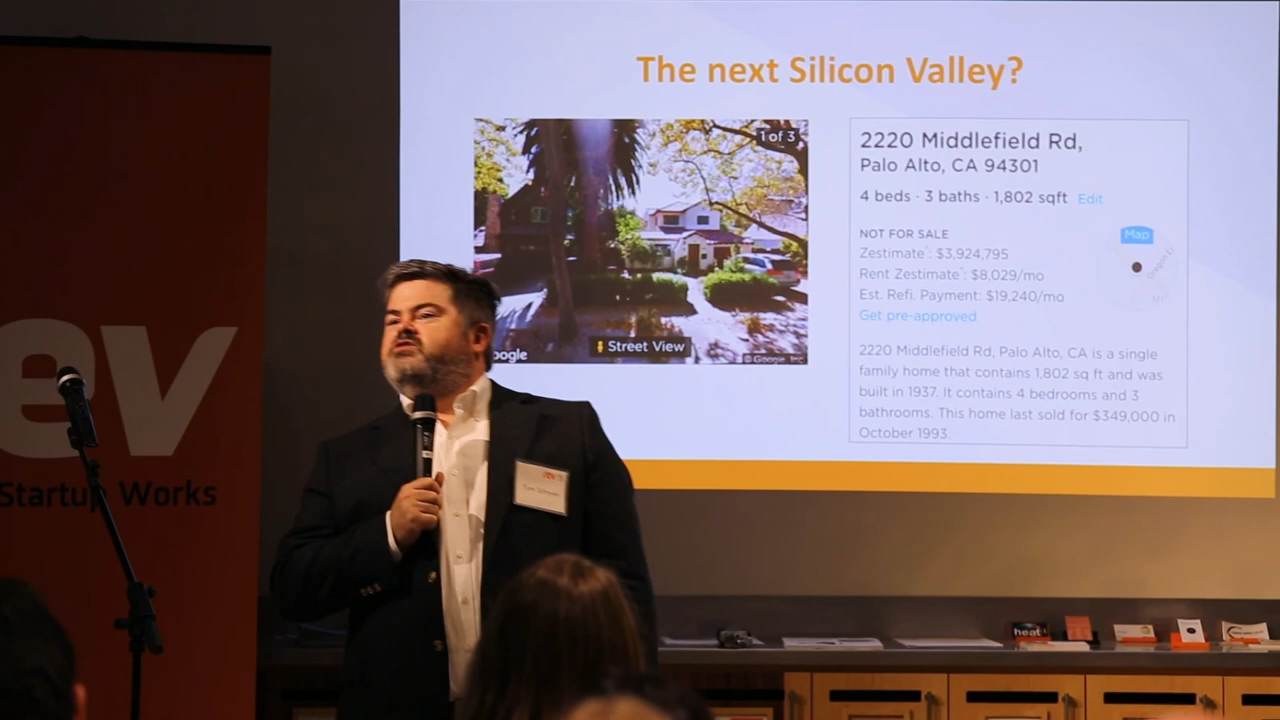 The next Silicon Valley?
1 of 3
Street View
© Google, Inc
2220 Middlefield Rd,
Palo Alto, CA 94301
4 beds · 3 baths · 1,802 sqft Edit
NOT FOR SALE
Zestimate®: $3,924,795
Rent Zestimate®: $8,029/mo
Est. Refi. Payment: $19,240/mo
Get pre-approved
Map
2220 Middlefield Rd, Palo Alto, CA is a single
family home that contains 1,802 sq ft and was
built in 1937. It contains 4 bedrooms and 3
bathrooms. This home last sold for $349,000 in
October 1993.
ev
Startup Works
heat